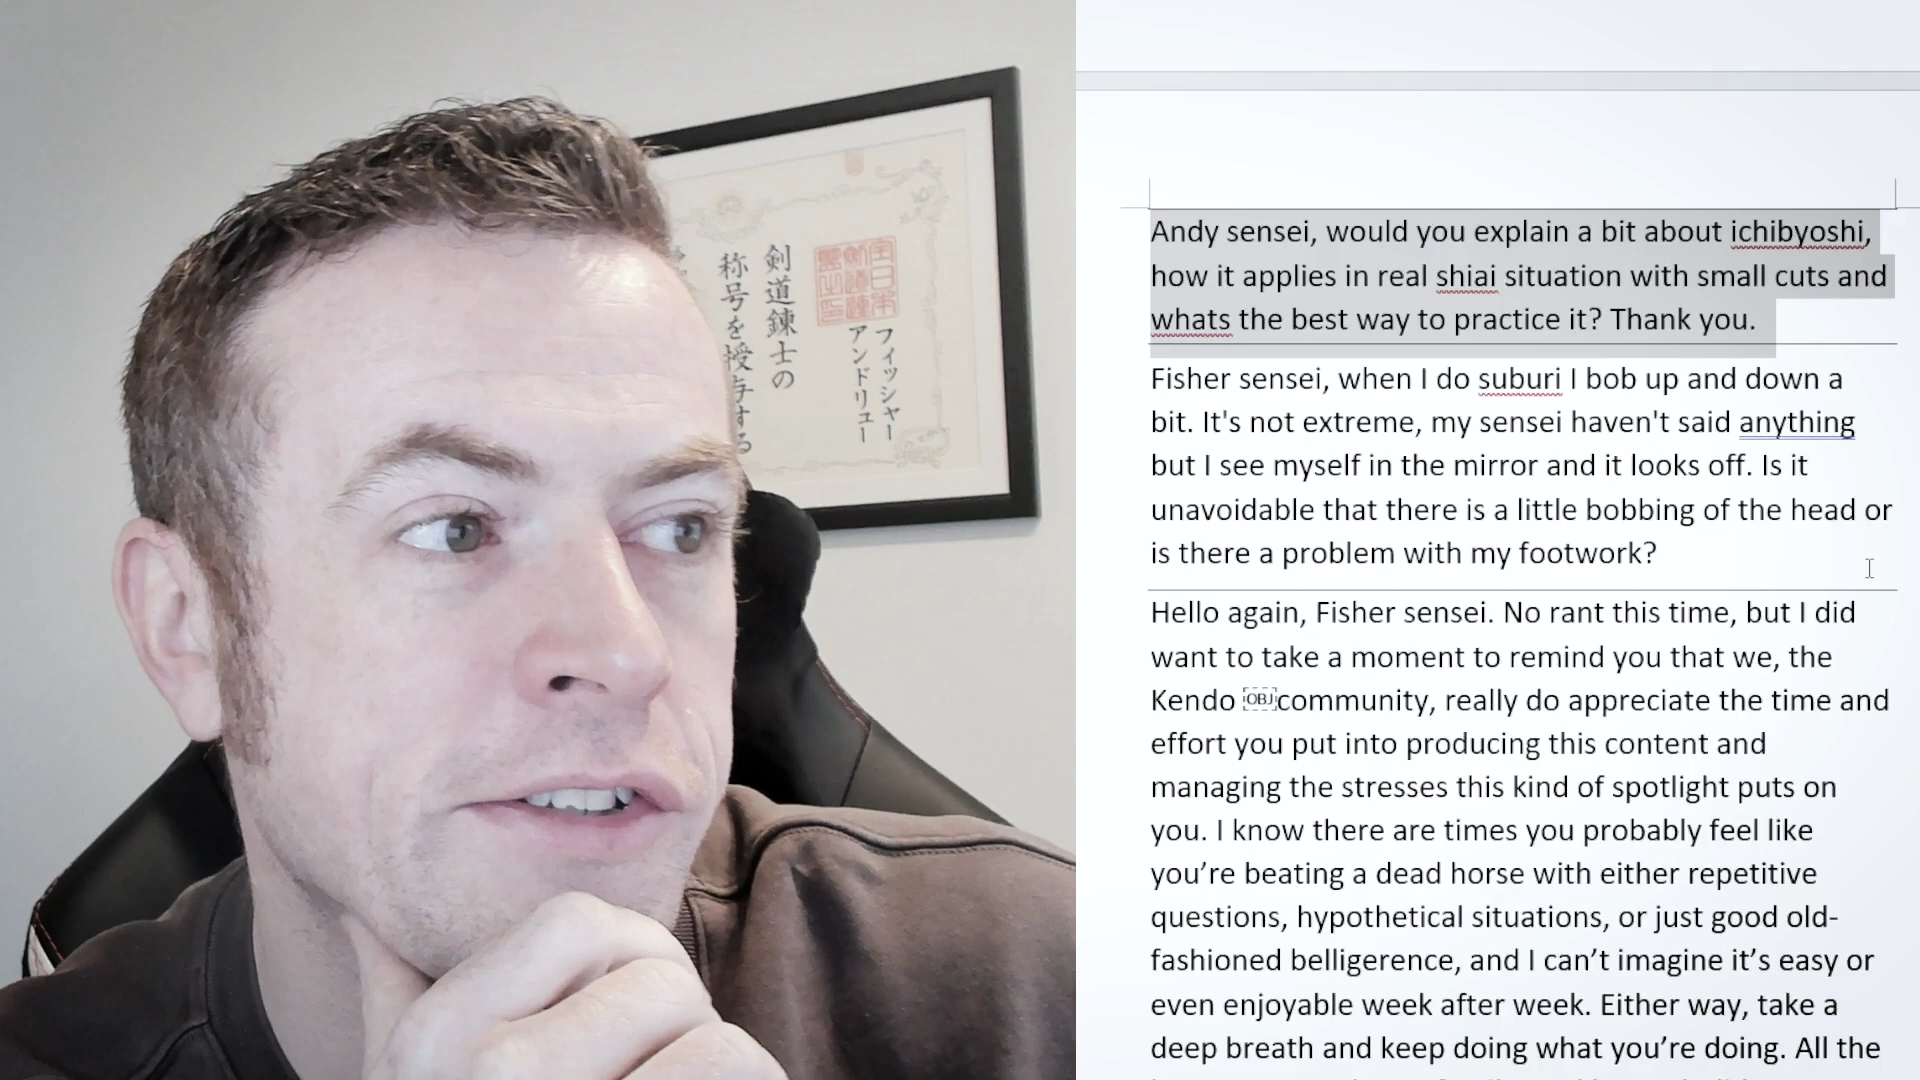 剣道錬士の
称号を授与する
フィッシャー
アンドリュー
Andy sensei, would you explain a bit about ichibyoshi,
how it applies in real shiai situation with small cuts and
whats the best way to practice it? Thank you.
Fisher sensei, when I do suburi I bob up and down a
bit. It's not extreme, my sensei haven't said anything
but I see myself in the mirror and it looks off. Is it
unavoidable that there is a little bobbing of the head or
is there a problem with my footwork?
Hello again, Fisher sensei. No rant this time, but I did
want to take a moment to remind you that we, the
Kendo OBJcommunity, really do appreciate the time and
effort you put into producing this content and
managing the stresses this kind of spotlight puts on
you. I know there are times you probably feel like
you’re beating a dead horse with either repetitive
questions, hypothetical situations, or just good old-
fashioned belligerence, and I can’t imagine it’s easy or
even enjoyable week after week. Either way, take a
deep breath and keep doing what you’re doing. All the